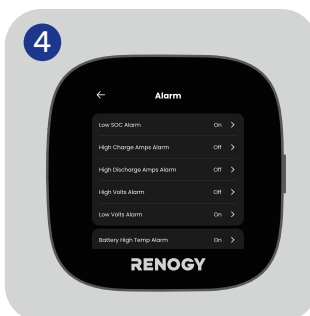 4
Alarm
Low SOC Alarm On
High Charge Amps Alarm Off
High Discharge Amps Alarm Off
High Volts Alarm Off
Low Volts Alarm On
Battery High Temp Alarm On
RENOGY